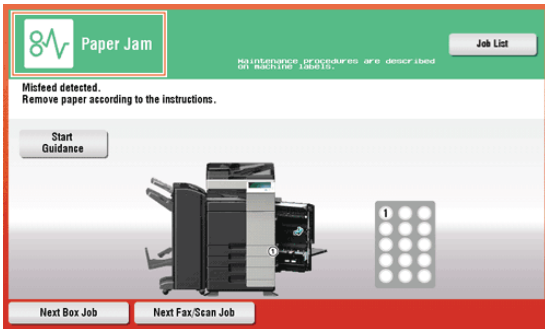 Paper Jam
Job List
Maintenance procedures are described
on machine labels.
Misfeed detected.
Remove paper according to the instructions.
Start
Guidance
1
1
Next Box Job
Next Fax/Scan Job